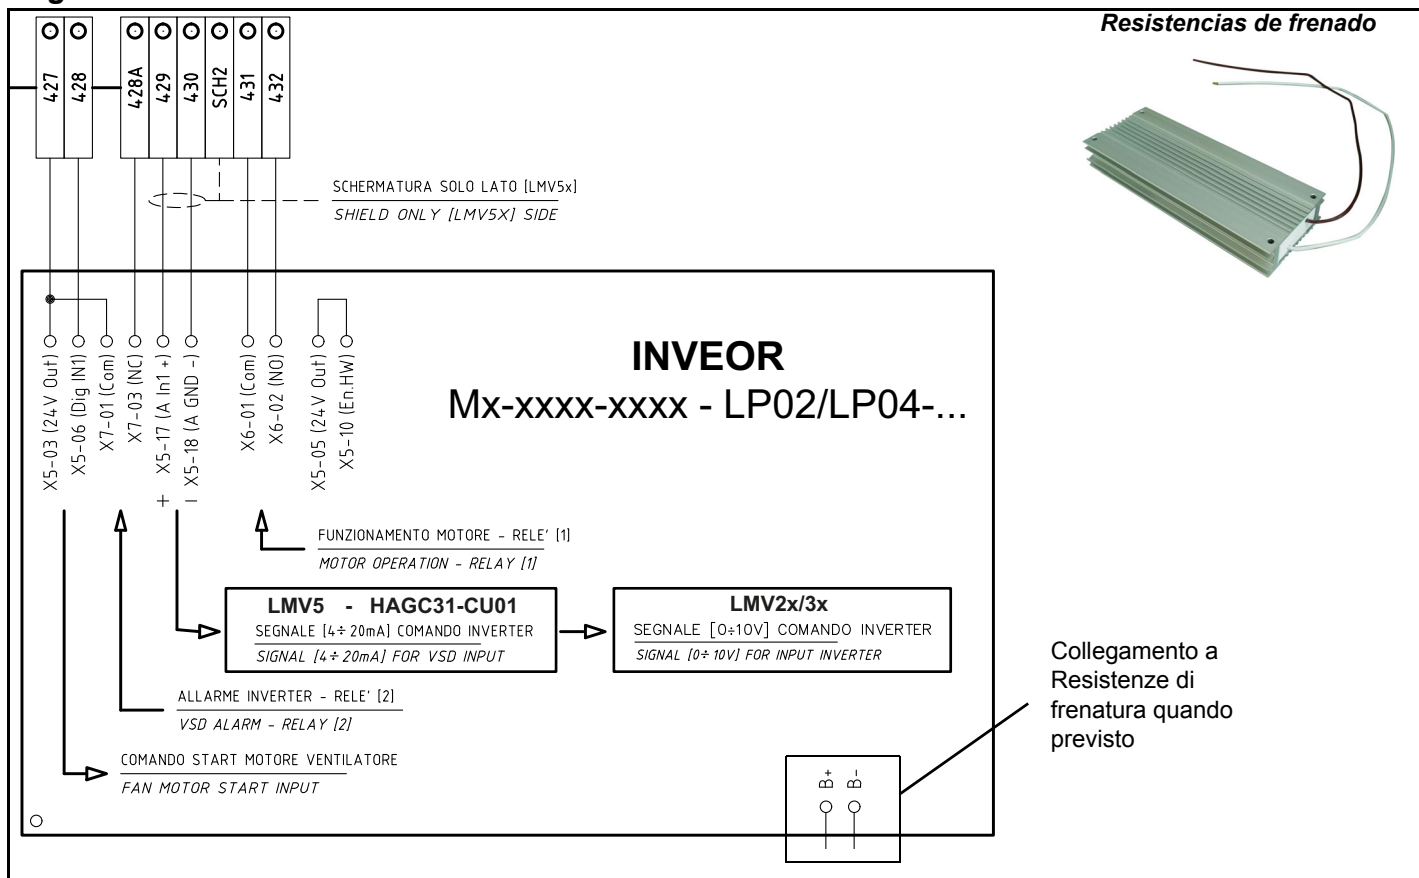 Resistencias de frenado
427
428
428A
429
430
SCH2
431
432
SCHERMATURA SOLO LATO [LMV5x]
SHIELD ONLY [LMV5X] SIDE
X5-03 (24V Out)
X5-06 (Dig IN1)
X7-01 (Com)
X7-03 (NC)
+ X5-17 (A In1 +)
- X5-18 (A GND -)
X6-01 (Com)
X6-02 (NO)
X5-05 (24V Out)
X5-10 (En.HW)
INVEOR
Mx-xxxx-xxxx - LP02/LP04-...
FUNZIONAMENTO MOTORE - RELE' [1]
MOTOR OPERATION - RELAY [1]
LMV5 - HAGC31-CU01
SEGNALE [4÷20mA] COMANDO INVERTER
SIGNAL [4÷20mA] FOR VSD INPUT
LMV2x/3x
SEGNALE [0÷10V] COMANDO INVERTER
SIGNAL [0÷10V] FOR INPUT INVERTER
ALLARME INVERTER - RELE' [2]
VSD ALARM - RELAY [2]
COMANDO START MOTORE VENTILATORE
FAN MOTOR START INPUT
B+
B-
Collegamento a
Resistenze di
frenatura quando
previsto